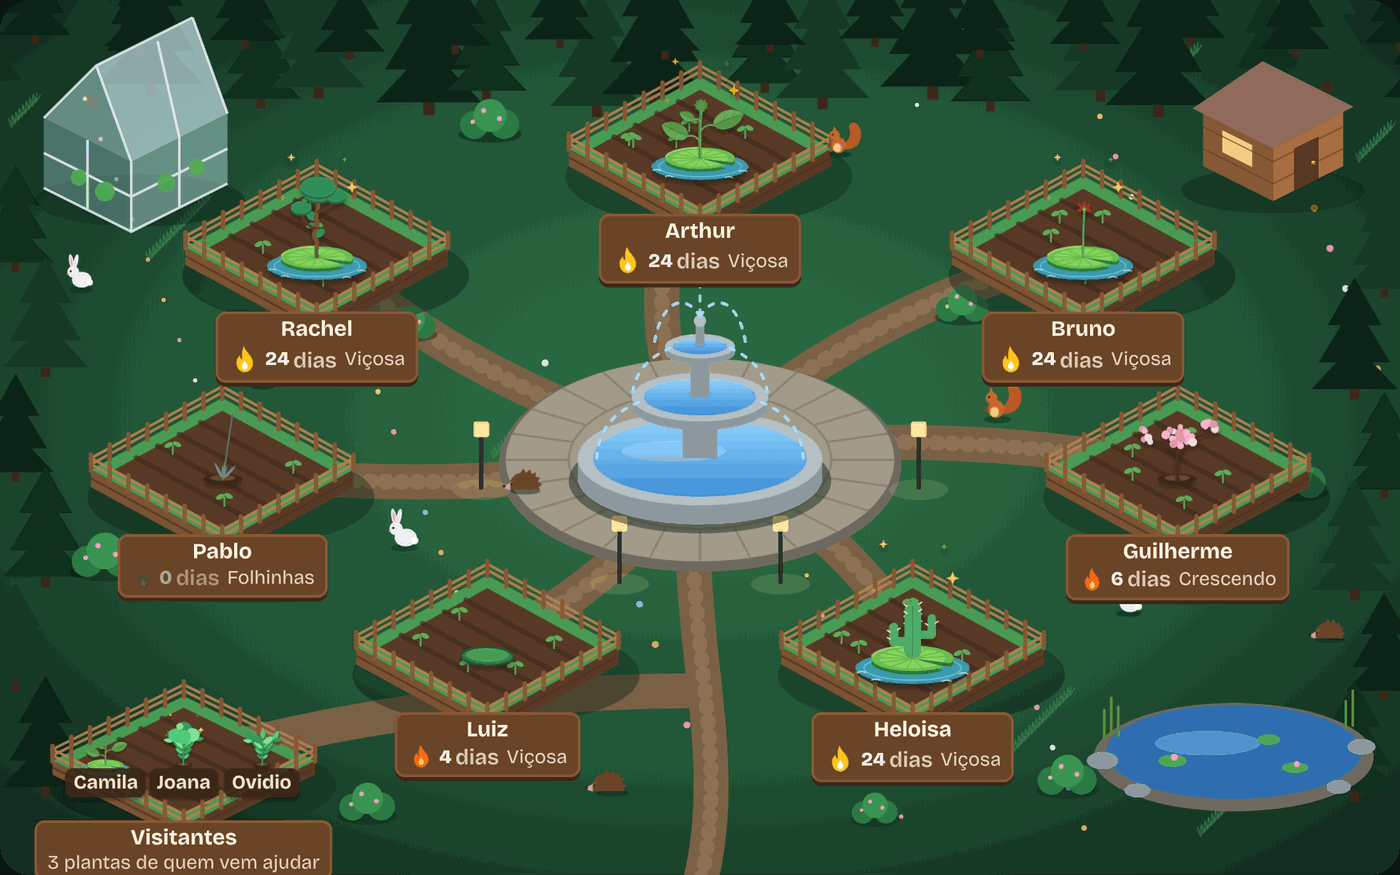 Arthur
24 dias Viçosa
Rachel
24 dias Viçosa
Bruno
24 dias Viçosa
Pablo
0 dias Folhinhas
Guilherme
6 dias Crescendo
Luiz
4 dias Viçosa
Heloisa
24 dias Viçosa
Camila Joana Ovidio
Visitantes
3 plantas de quem vem ajudar